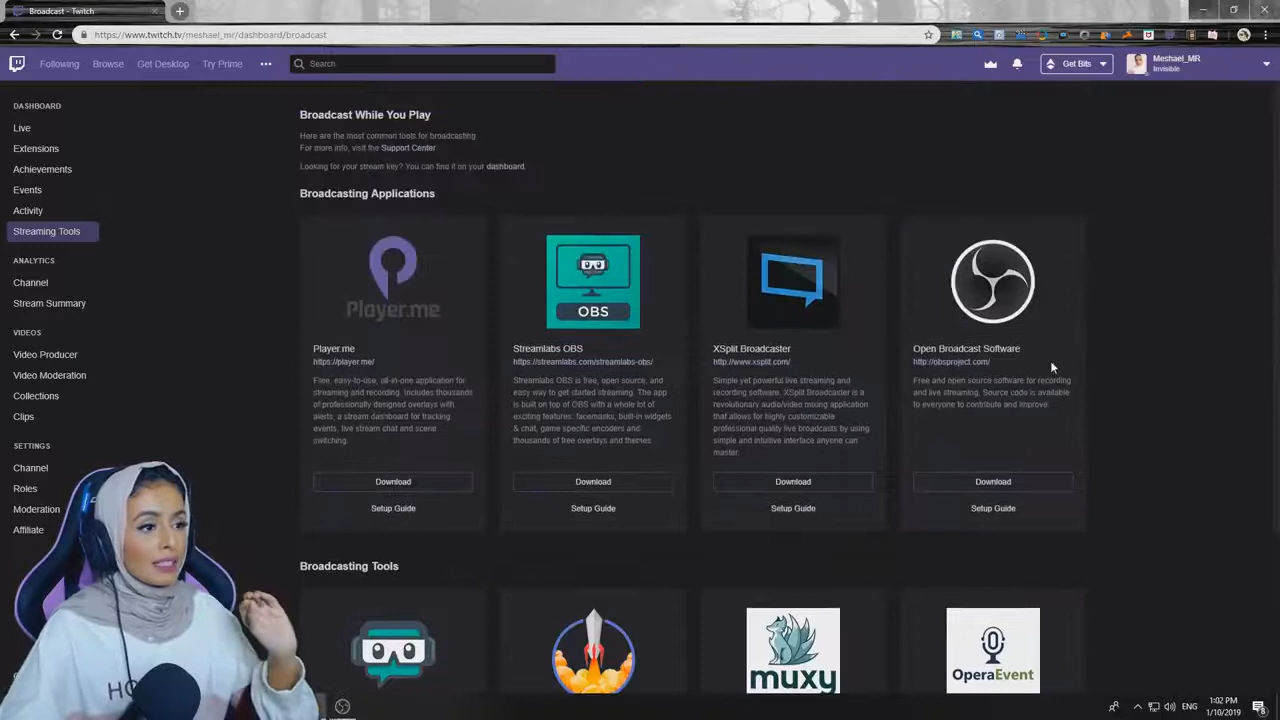 Broadcast - Twitch
https://www.twitch.tv/meshael_mr/dashboard/broadcast
Following Browse Get Desktop Try Prime ••• Search Get Bits Meshael_MR
Invisible
DASHBOARD
Live
Extensions
Achievements
Events
Activity
Streaming Tools
ANALYTICS
Channel
Stream Summary
VIDEOS
Video Producer
Video Moderation
Collections
Clips
SETTINGS
Channel
Roles
Moderation
Affiliate
Broadcast While You Play
Here are the most common tools for broadcasting
For more info, visit the Support Center
Looking for your stream key? You can find it on your dashboard.
Broadcasting Applications
Player.me
Player.me
https://player.me/
Free, easy-to-use, all-in-one application for
streaming and recording. Includes thousands
of professionally designed overlays with
alerts, a stream dashboard for tracking
events, live stream chat and scene
switching.
Download
Setup Guide
OBS
Streamlabs OBS
https://streamlabs.com/streamlabs-obs/
Streamlabs OBS is free, open source, and
easy to get started streaming. The app
is built on top of OBS with a whole lot of
exciting features: facemasks, built-in widgets
& chat, game specific encoders and
thousands of free overlays and themes
Download
Setup Guide
XSplit Broadcaster
http://www.xsplit.com/
Simple yet powerful live streaming and
recording software. XSplit Broadcaster is a
revolutionary audio/video mixing application
that allows for highly customizable
professional quality live broadcasts by using
simple and intuitive interface anyone can
master.
Download
Setup Guide
Open Broadcast Software
http://obsproject.com/
Free and open source software for recording
and live streaming. Source code is available
to everyone to contribute and improve.
Download
Setup Guide
Broadcasting Tools
muxy
OperaEvent
HO
ENG
1:02 PM
1/10/2019